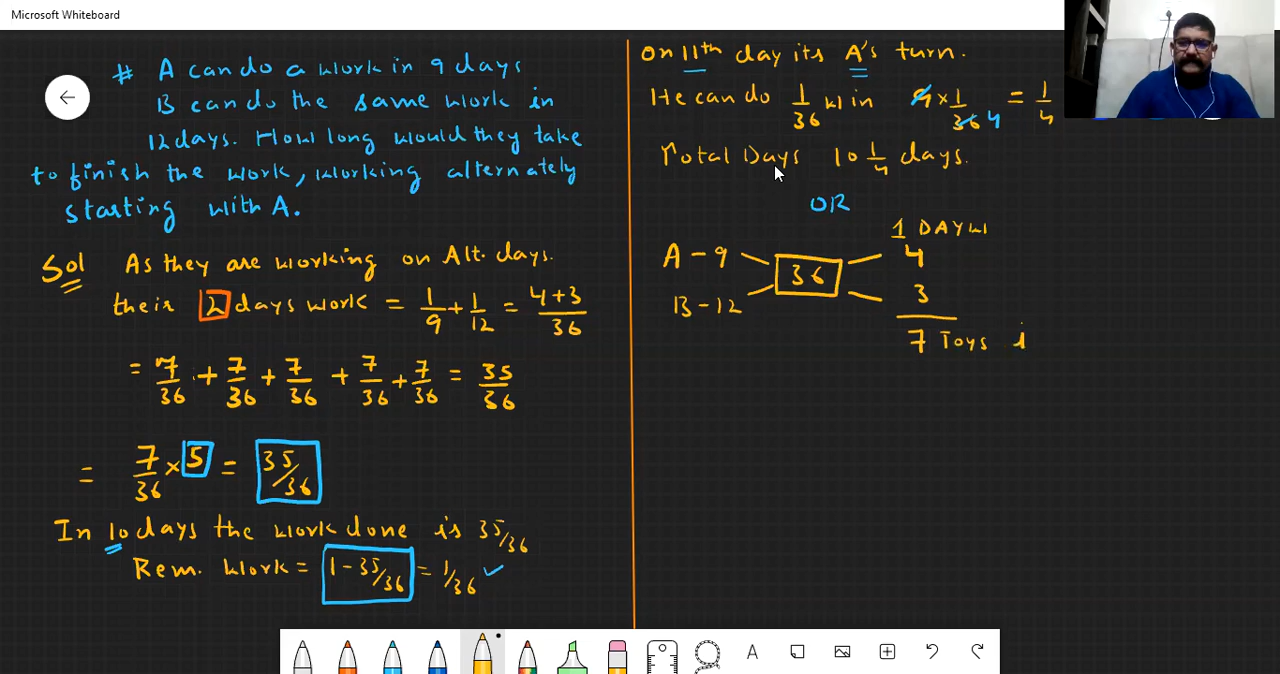 Microsoft Whiteboard
# A can do a work in 9 days
B can do the same work in
12 days. How long would they take
to finish the work, working alternately
starting with A.
Sol As they are working on Alt. days.
their 2 days work = 1/9 + 1/12 = 4+3/36
= 7/36 + 7/36 + 7/36 + 7/36 + 7/36 = 35/36
= 7/36 × 5 = 35/36
In 10 days the work done is 35/36
Rem. Work = 1 - 35/36 = 1/36 ✓
On 11th day its A's turn.
He can do 1/36 W in 9 × 1/36 4 = 1/4
Total Days 10 1/4 days.
OR
1 DAY W
A - 9 36 4
B - 12 3
7 Toys i
A